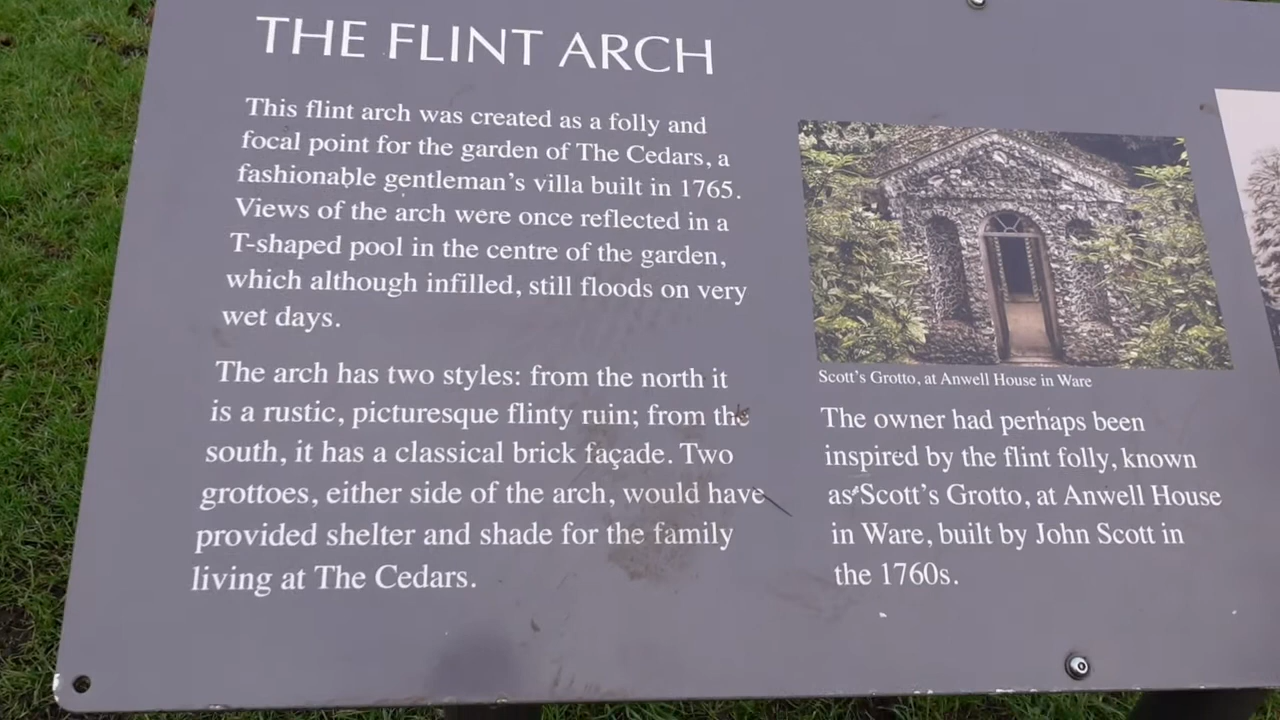 THE FLINT ARCH
This flint arch was created as a folly and
focal point for the garden of The Cedars, a
fashionable gentleman's villa built in 1765.
Views of the arch were once reflected in a
T-shaped pool in the centre of the garden,
which although infilled, still floods on very
wet days.
The arch has two styles: from the north it
is a rustic, picturesque flinty ruin; from the
south, it has a classical brick façade. Two
grottoes, either side of the arch, would have
provided shelter and shade for the family
living at The Cedars.
Scott's Grotto, at Anwell House in Ware
The owner had perhaps been
inspired by the flint folly, known
as Scott's Grotto, at Anwell House
in Ware, built by John Scott in
the 1760s.